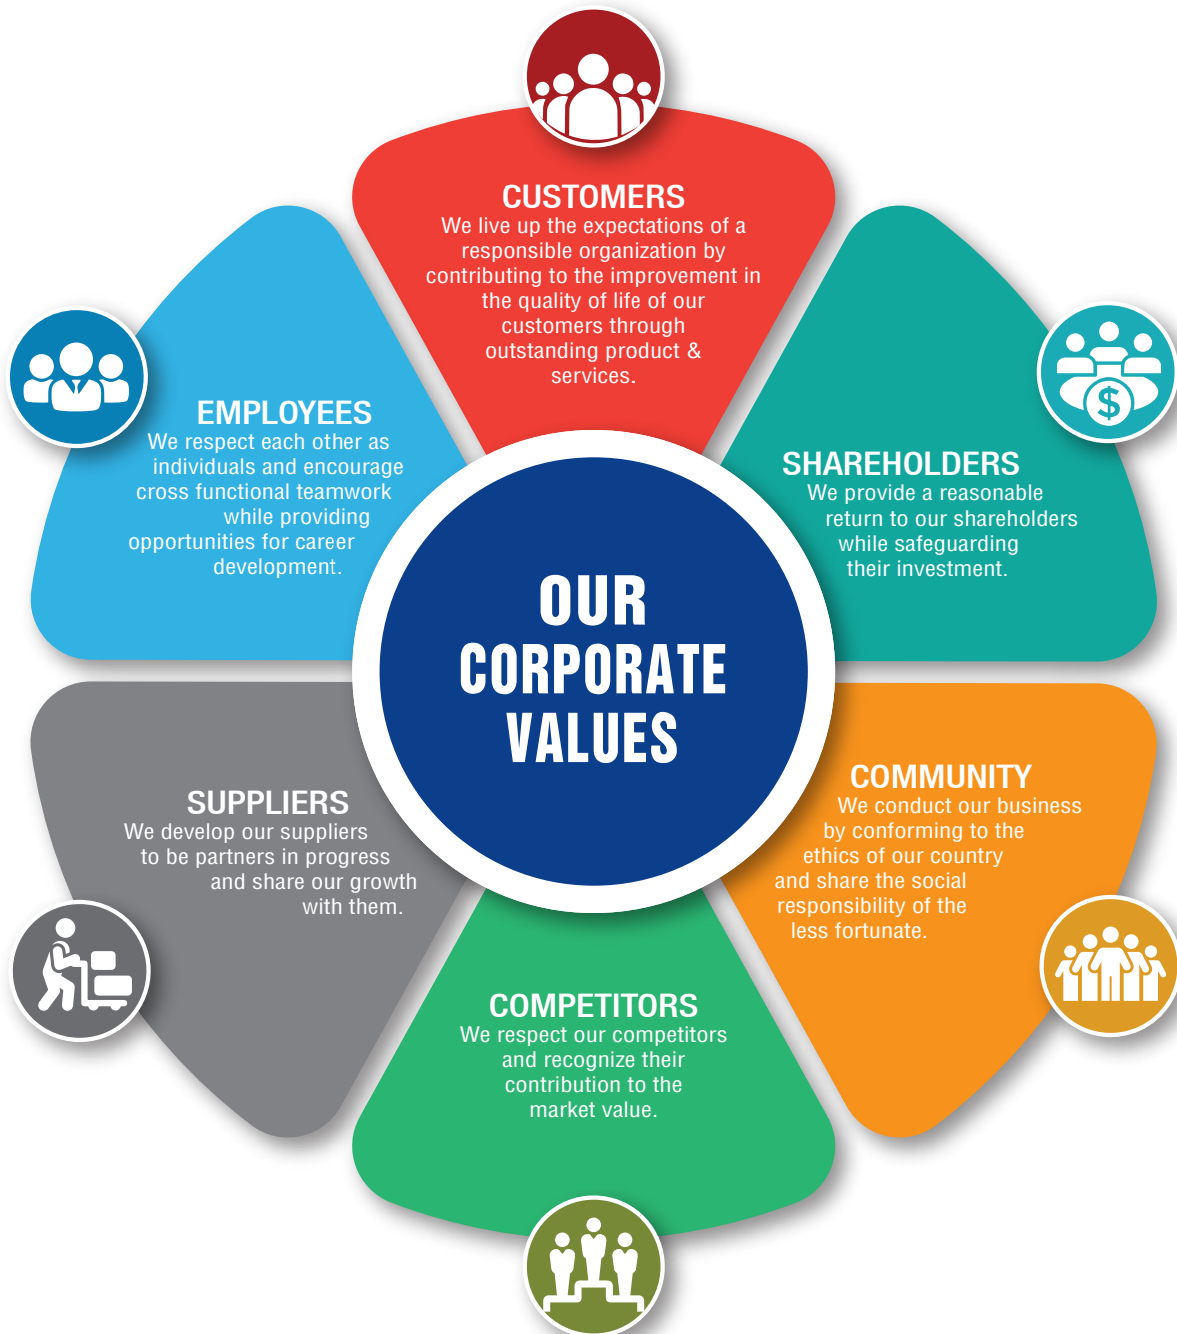 CUSTOMERS
We live up the expectations of a
responsible organization by
contributing to the improvement in
the quality of life of our
customers through
outstanding product &
services.
EMPLOYEES
We respect each other as
individuals and encourage
cross functional teamwork
while providing
opportunities for career
development.
SHAREHOLDERS
We provide a reasonable
return to our shareholders
while safeguarding
their investment.
$
OUR
CORPORATE
VALUES
SUPPLIERS
We develop our suppliers
to be partners in progress
and share our growth
with them.
COMMUNITY
We conduct our business
by conforming to the
ethics of our country
and share the social
responsibility of the
less fortunate.
COMPETITORS
We respect our competitors
and recognize their
contribution to the
market value.